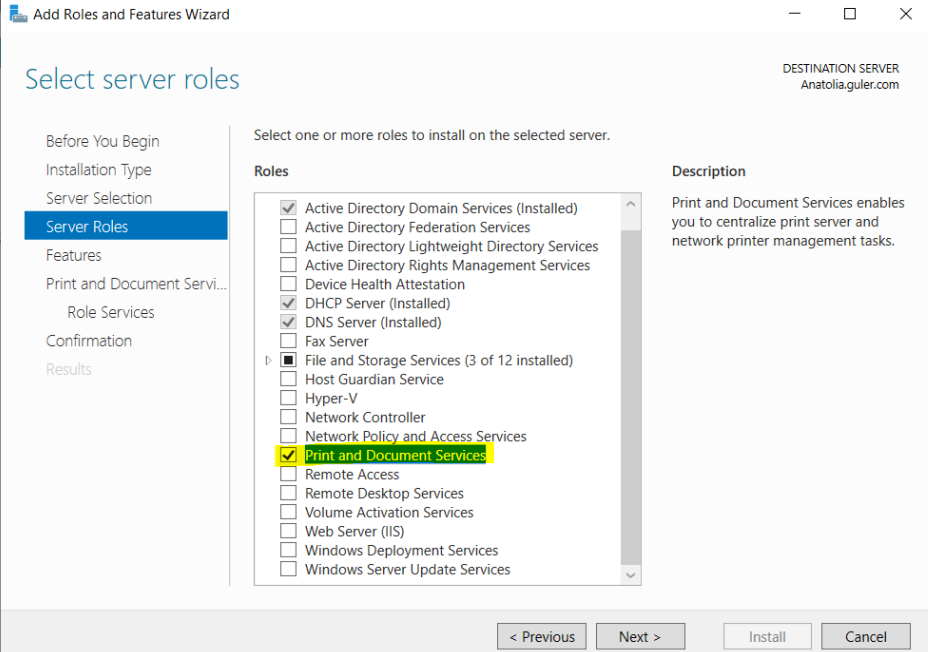 Add Roles and Features Wizard
Select server roles
DESTINATION SERVER
Anatolia.guler.com
Before You Begin
Installation Type
Server Selection
Server Roles
Features
Print and Document Servi...
Role Services
Confirmation
Results
Select one or more roles to install on the selected server.
Roles
Active Directory Domain Services (Installed)
Active Directory Federation Services
Active Directory Lightweight Directory Services
Active Directory Rights Management Services
Device Health Attestation
DHCP Server (Installed)
DNS Server (Installed)
Fax Server
File and Storage Services (3 of 12 installed)
Host Guardian Service
Hyper-V
Network Controller
Network Policy and Access Services
Print and Document Services
Remote Access
Remote Desktop Services
Volume Activation Services
Web Server (IIS)
Windows Deployment Services
Windows Server Update Services
Description
Print and Document Services enables
you to centralize print server and
network printer management tasks.
< Previous
Next >
Install
Cancel